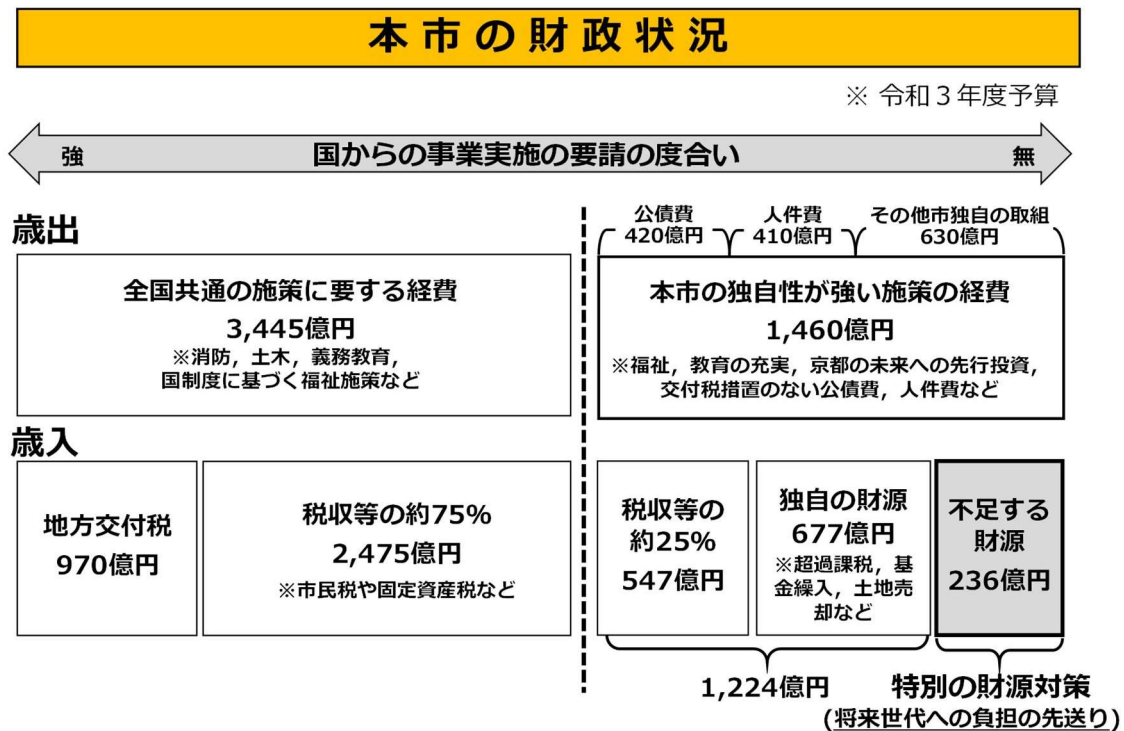 本市の財政状況
※ 令和３年度予算
強
国からの事業実施の要請の度合い
無
歳出
公債費
420億円
人件費
410億円
その他市独自の取組
630億円
全国共通の施策に要する経費
3,445億円
※消防，土木，義務教育，
国制度に基づく福祉施策など
本市の独自性が強い施策の経費
1,460億円
※福祉，教育の充実，京都の未来への先行投資，
交付税措置のない公債費，人件費など
歳入
地方交付税
970億円
税収等の約75%
2,475億円
※市民税や固定資産税など
税収等の
約25%
547億円
独自の財源
677億円
※超過課税，基
金繰入，土地売
却など
不足する
財源
236億円
1,224億円
特別の財源対策
(将来世代への負担の先送り)